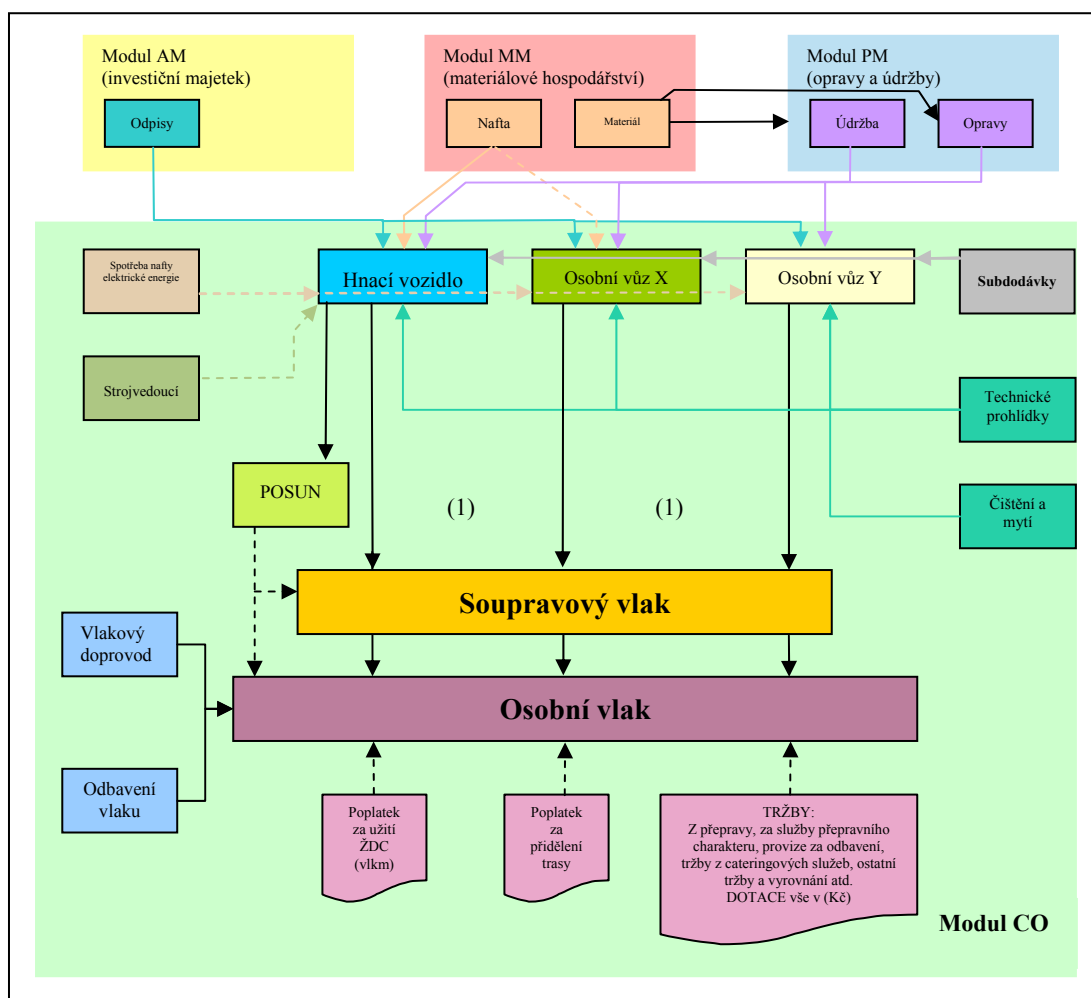 Modul AM
(investiční majetek)
Odpisy
Modul MM
(materiálové hospodářství)
Nafta
Materiál
Modul PM
(opravy a údržby)
Údržba
Opravy
Spotřeba nafty
elektrické energie
Hnací vozidlo
Osobní vůz X
Osobní vůz Y
Subdodávky
Strojvedoucí
Technické
prohlídky
POSUN
(1)
(1)
Čištění a
mytí
Soupravový vlak
Vlakový
doprovod
Osobní vlak
Odbavení
vlaku
Poplatek
za užití
ŽDC
(vlkm)
Poplatek
za
přidělení
trasy
TRŽBY:
Z přepravy, za služby přepravního
charakteru, provize za odbavení,
tržby z cateringových služeb, ostatní
tržby a vyrovnání atd.
DOTACE vše v (Kč)
Modul CO